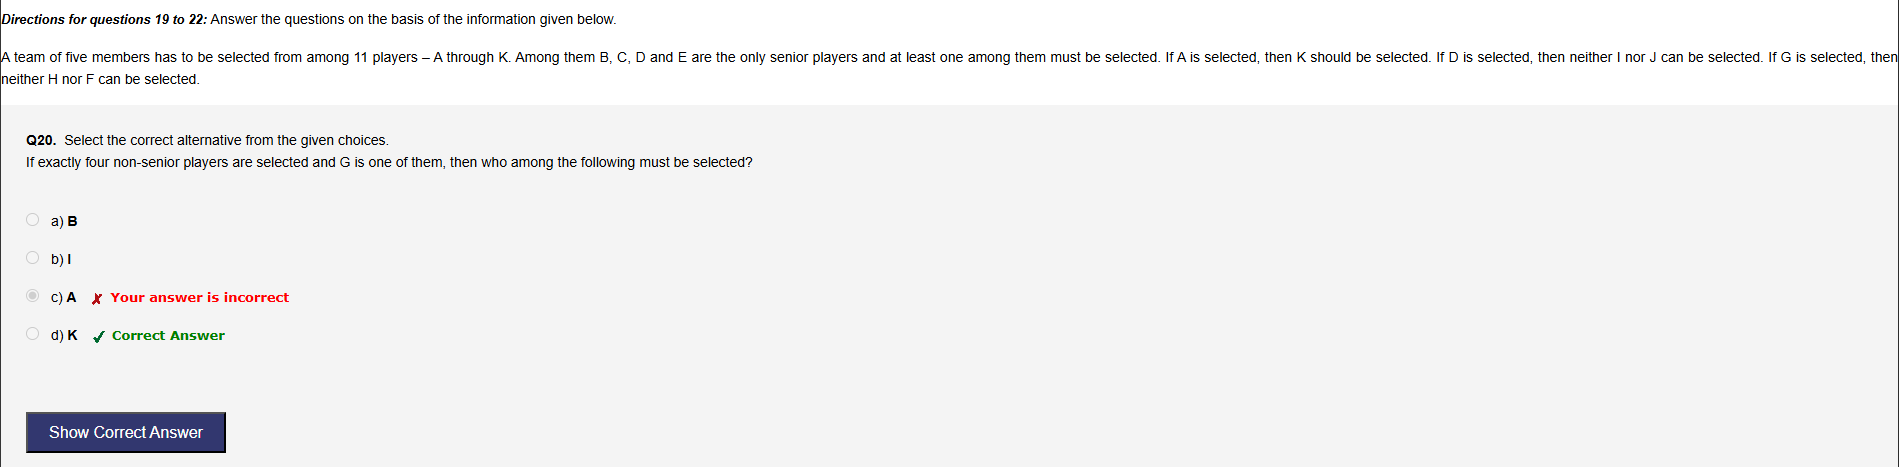 Directions for questions 19 to 22: Answer the questions on the basis of the information given below.
A team of five members has to be selected from among 11 players – A through K. Among them B, C, D and E are the only senior players and at least one among them must be selected. If A is selected, then K should be selected. If D is selected, then neither I nor J can be selected. If G is selected, then
neither H nor F can be selected.
Q20. Select the correct alternative from the given choices.
If exactly four non-senior players are selected and G is one of them, then who among the following must be selected?
a) B
b) I
c) A ✗ Your answer is incorrect
d) K ✓ Correct Answer
Show Correct Answer